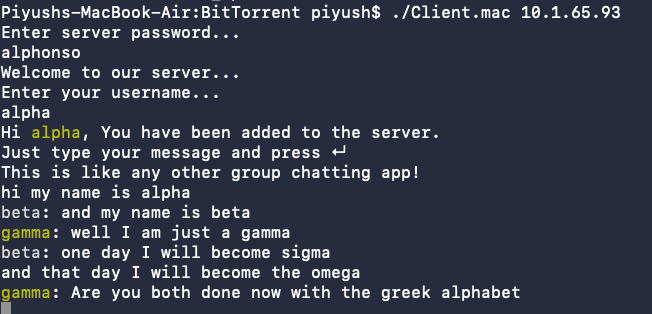 Piyushs-MacBook-Air:BitTorrent piyush$ ./Client.mac 10.1.65.93
Enter server password...
alphonso
Welcome to our server...
Enter your username...
alpha
Hi alpha, You have been added to the server.
Just type your message and press ↵
This is like any other group chatting app!
hi my name is alpha
beta: and my name is beta
gamma: well I am just a gamma
beta: one day I will become sigma
and that day I will become the omega
gamma: Are you both done now with the greek alphabet